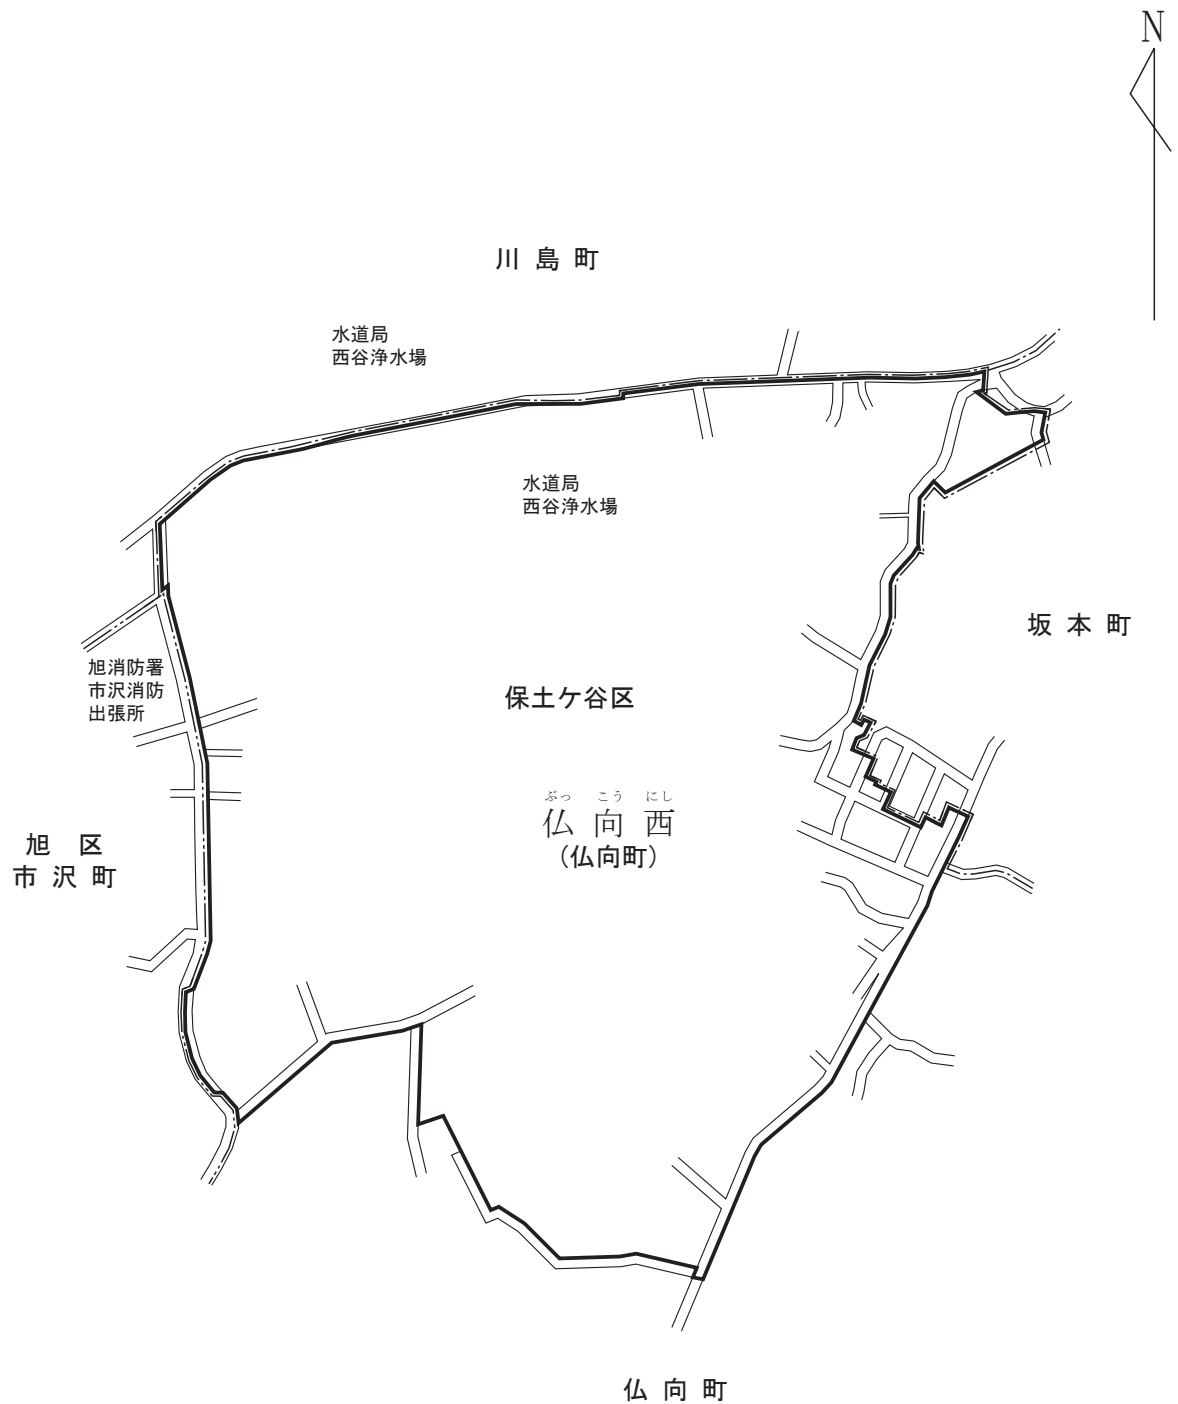 N
川島町
水道局
西谷浄水場
水道局
西谷浄水場
坂本町
旭消防署
市沢消防
出張所
保土ケ谷区
ぶっ こう にし
仏向西
（仏向町）
旭 区
市沢町
仏向町